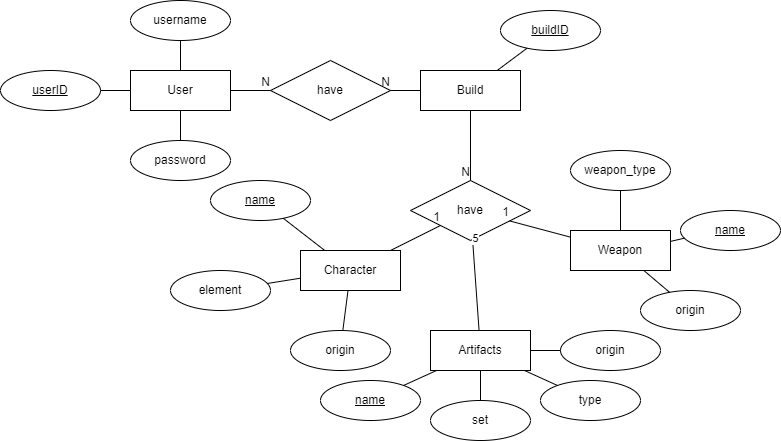 username
buildID
userID
User
N
have
N
Build
password
weapon_type
N
name
have
1
1
name
5
Weapon
Character
element
origin
origin
Artifacts
origin
name
type
set